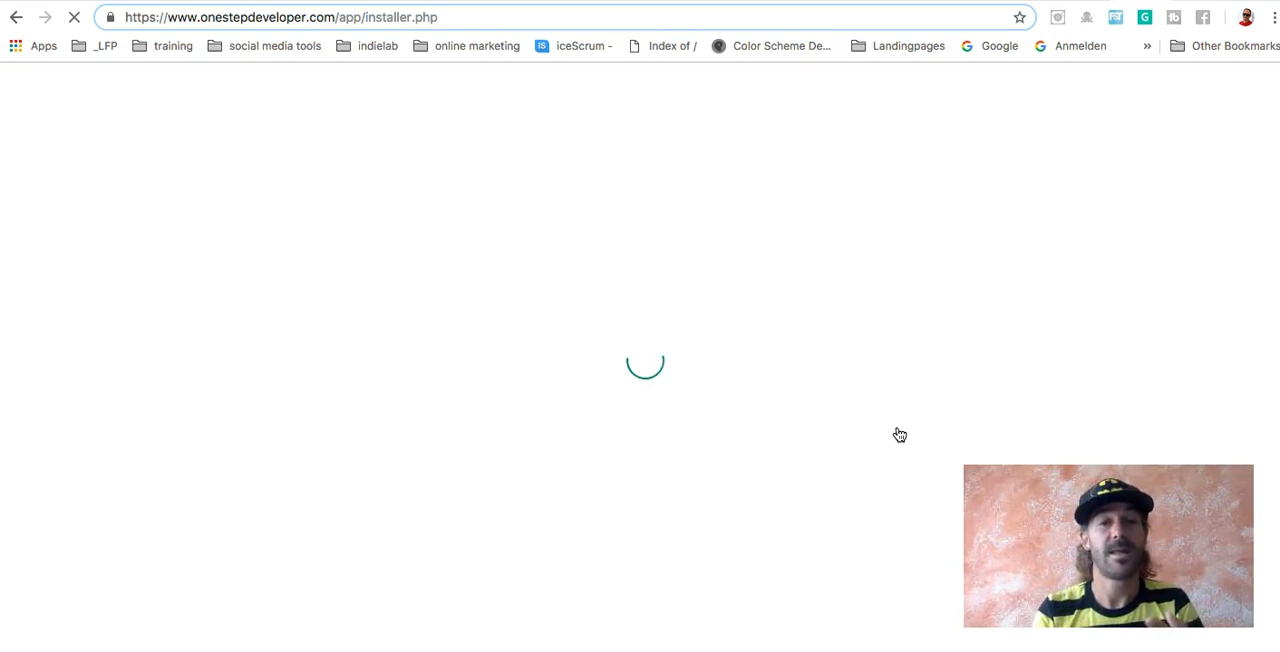 https://www.onestepdeveloper.com/app/installer.php
Apps _LFP training social media tools indielab online marketing iceScrum - Index of / Color Scheme De... Landingpages Google Anmelden » Other Bookmarks